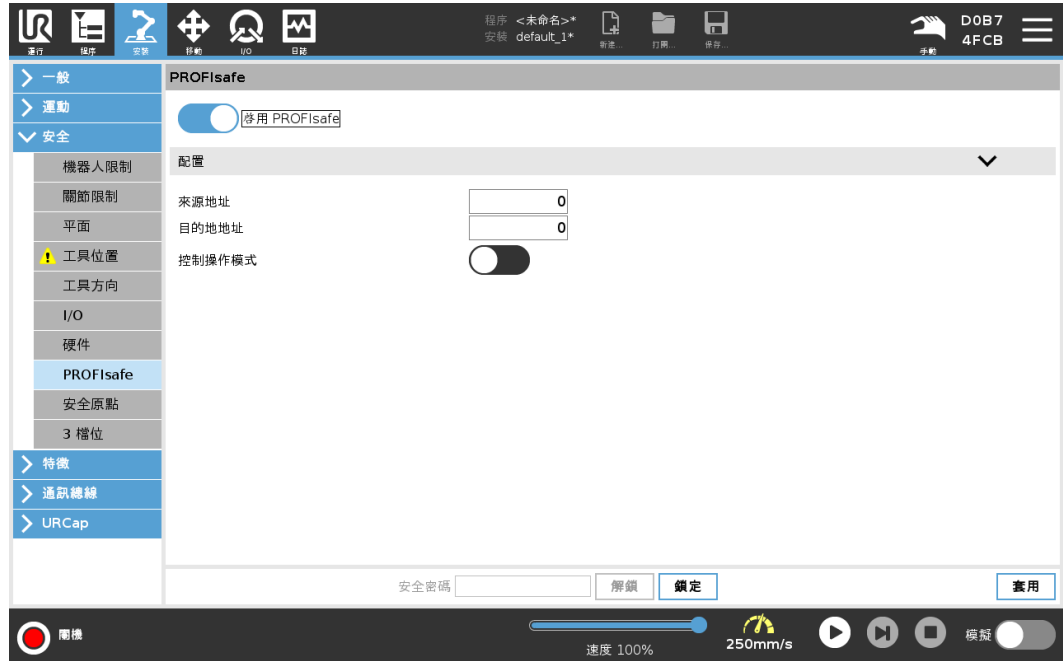 程序 <未命名>*
安裝 default_1*
新建...
打開...
保存...
D0B7
4FCB
運行
程序
安裝
移動
I/O
日誌
手動
一般
運動
安全
機器人限制
關節限制
平面
工具位置
工具方向
I/O
硬件
PROFIsafe
安全原點
3 檔位
特徵
通訊總線
URCap
PROFIsafe
啓用 PROFIsafe
配置
來源地址
0
目的地地址
0
控制操作模式
安全密碼
解鎖
鎖定
套用
關機
速度 100%
250mm/s
模擬